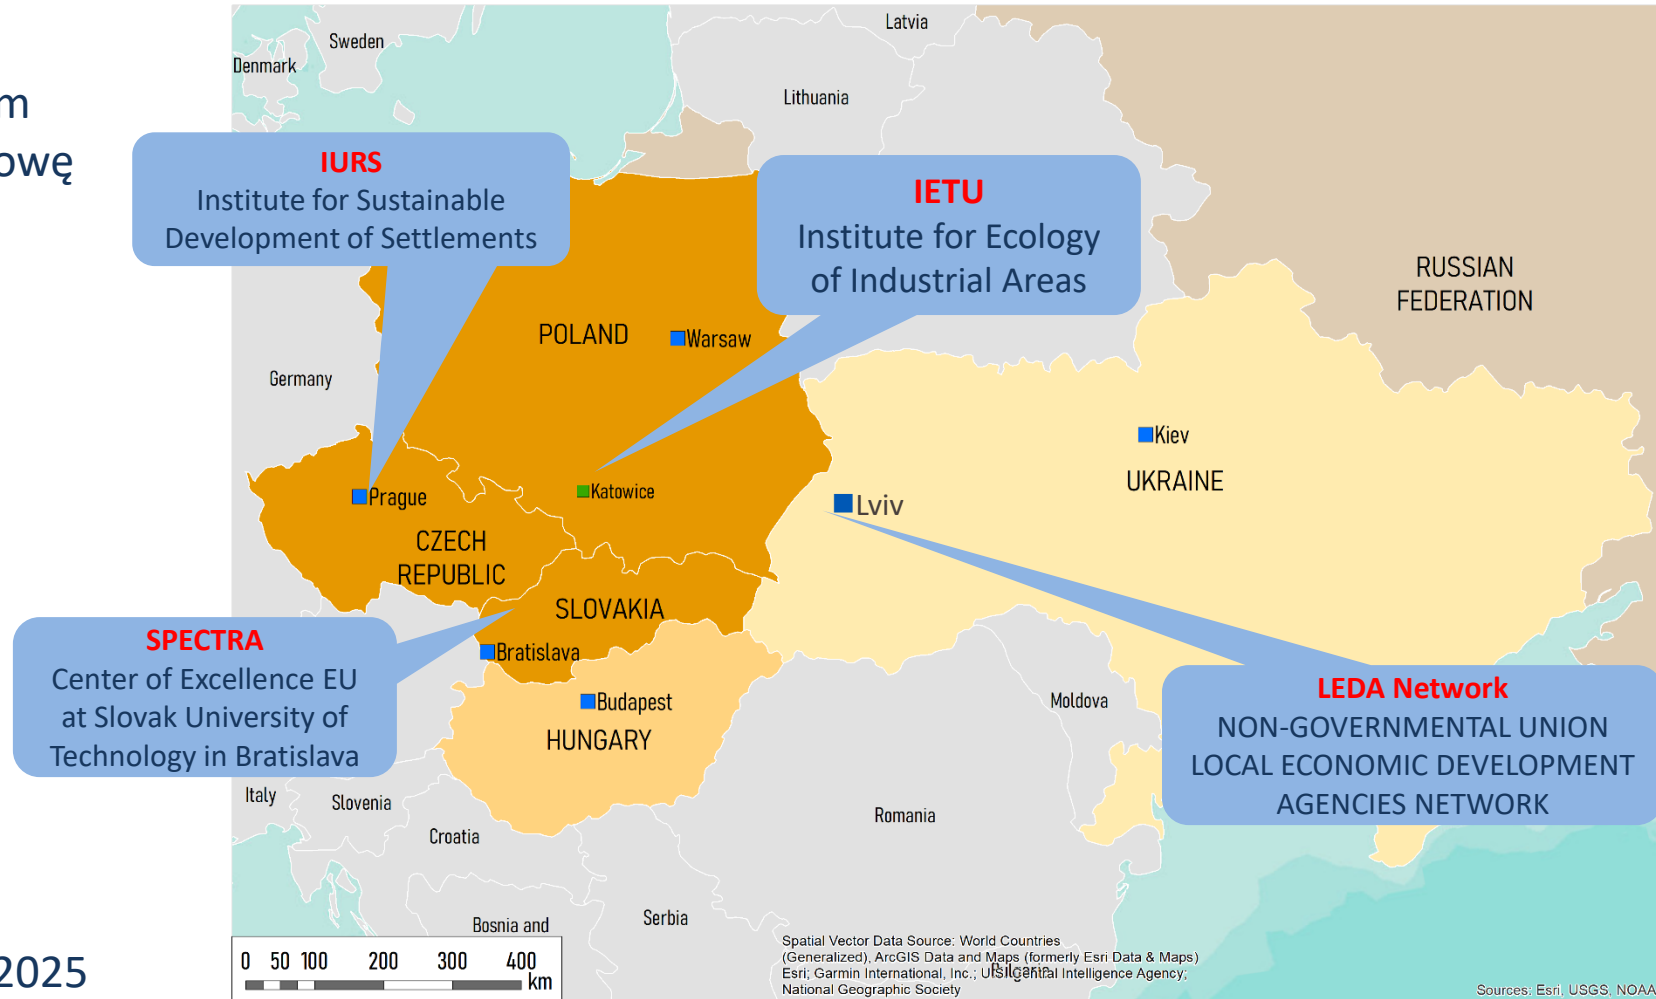 Latvia
Sweden
Denmark
Lithuania
IURS
Institute for Sustainable
Development of Settlements
IETU
Institute for Ecology
of Industrial Areas
RUSSIAN
FEDERATION
POLAND
Warsaw
Germany
Kiev
UKRAINE
Katowice
Prague
Lviv
CZECH
REPUBLIC
SLOVAKIA
SPECTRA
Center of Excellence EU
at Slovak University of
Technology in Bratislava
Bratislava
Budapest
HUNGARY
Moldova
LEDA Network
NON-GOVERNMENTAL UNION
LOCAL ECONOMIC DEVELOPMENT
AGENCIES NETWORK
Italy
Slovenia
Croatia
Romania
Bosnia and
Serbia
0 50 100 200 300 400
km
Spatial Vector Data Source: World Countries
(Generalized), ArcGIS Data and Maps (formerly Esri Data & Maps)
Esri; Garmin International, Inc.; Intelligence Agency;
National Geographic Society
Sources: Esri, USGS, NOAA
2025